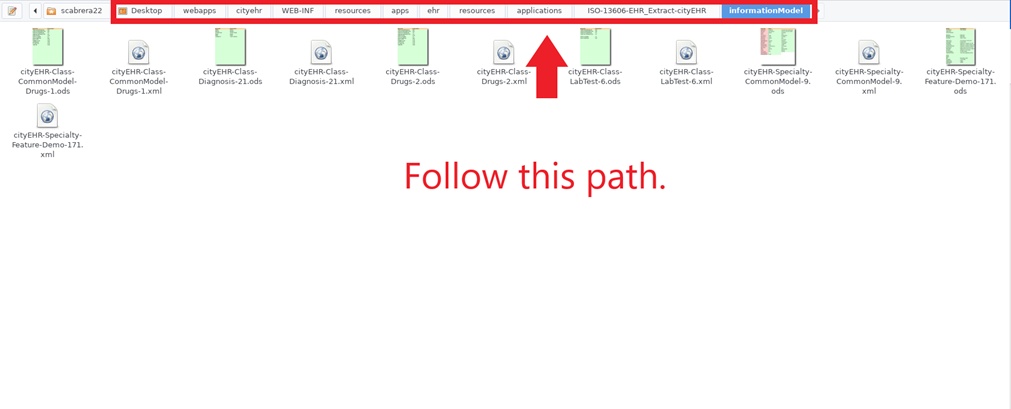 scabrera22 Desktop webapps cityehr WEB-INF resources apps ehr resources applications ISO-13606-EHR_Extract-cityEHR informationModel
cityEHR-Class-
CommonModel-
Drugs-1.ods
cityEHR-Class-
CommonModel-
Drugs-1.xml
cityEHR-Class-
Diagnosis-21.ods
cityEHR-Class-
Diagnosis-21.xml
cityEHR-Class-
Drugs-2.ods
cityEHR-Class-
Drugs-2.xml
cityEHR-Class-
LabTest-6.ods
cityEHR-Class-
LabTest-6.xml
cityEHR-Specialty-
CommonModel-9.
ods
cityEHR-Specialty-
CommonModel-9.
xml
cityEHR-Specialty-
Feature-Demo-171.
ods
cityEHR-Specialty-
Feature-Demo-171.
xml
Follow this path.